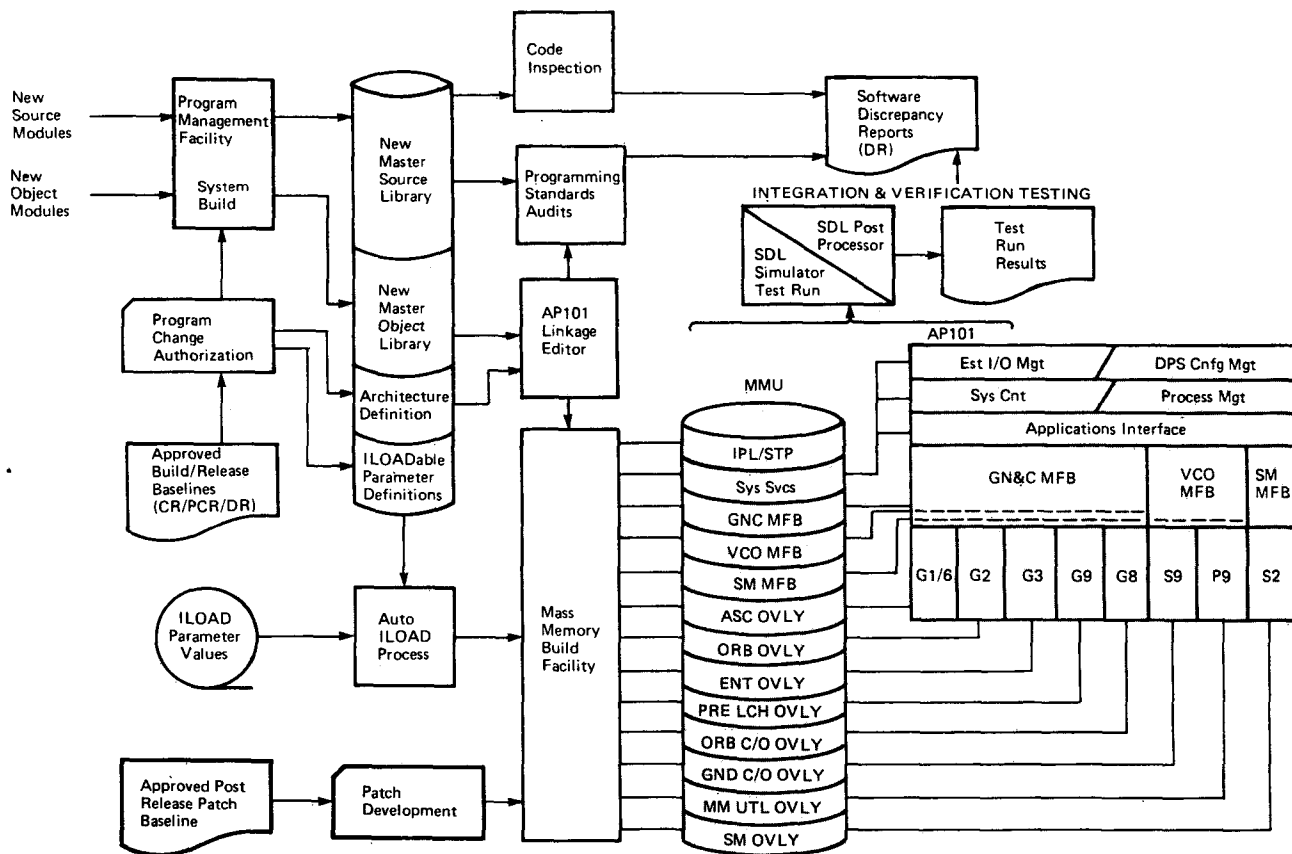 New
Source
Modules
New
Object
Modules
Program
Management
Facility
System
Build
Program
Change
Authorization
Approved
Build/Release
Baselines
(CR/PCR/DR)
New
Master
Source
Library
New
Master
Object
Library
Architecture
Definition
ILOADable
Parameter
Definitions
Code
Inspection
Programming
Standards
Audits
AP101
Linkage
Editor
Software
Discrepancy
Reports
(DR)
INTEGRATION & VERIFICATION TESTING
SDL Post
Processor
SDL
Simulator
Test Run
Test
Run
Results
ILOAD
Parameter
Values
Auto
ILOAD
Process
Approved Post
Release Patch
Baseline
Patch
Development
Mass
Memory
Build
Facility
MMU
IPL/STP
Sys Svcs
GNC MFB
VCO MFB
SM MFB
ASC OVLY
ORB OVLY
ENT OVLY
PRE LCH OVLY
ORB C/O OVLY
GND C/O OVLY
MM UTL OVLY
SM OVLY
AP101
Est I/O Mgt
DPS Cnfg Mgt
Sys Cnt
Process Mgt
Applications Interface
GN&C MFB
VCO
MFB
SM
MFB
G1/6
G2
G3
G9
G8
S9
P9
S2